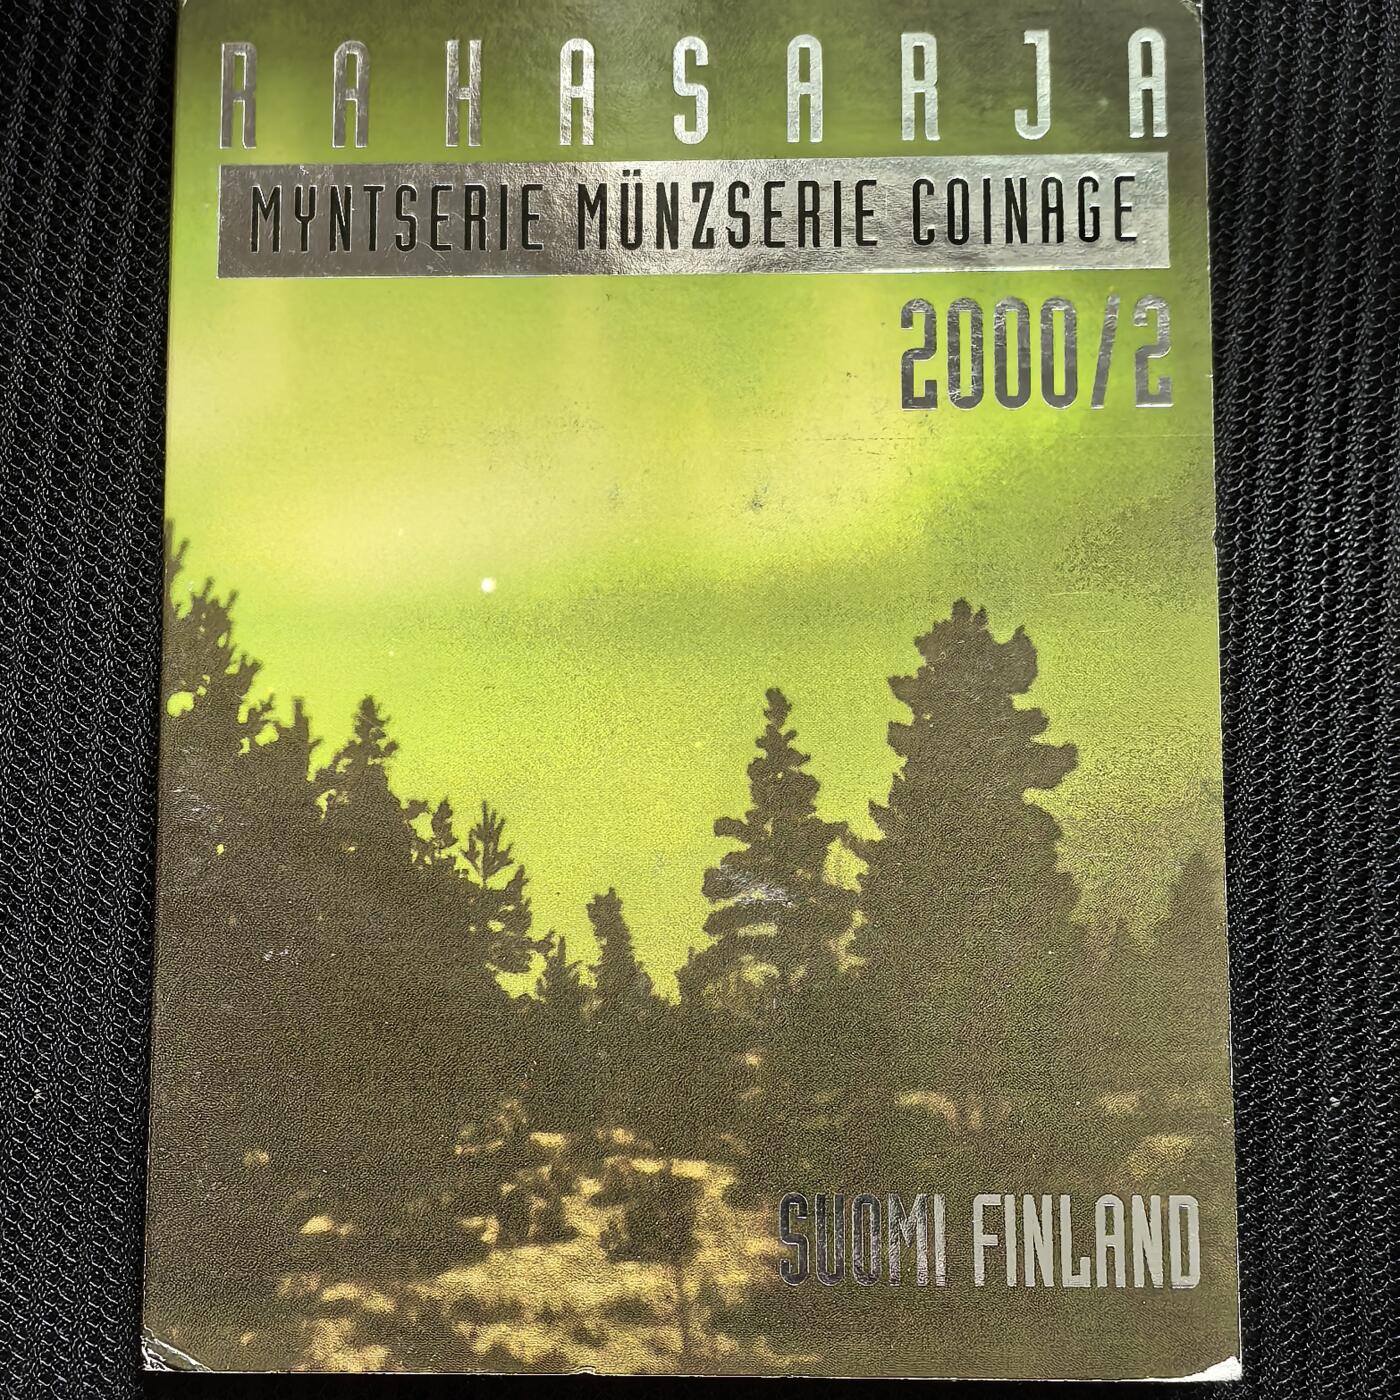 RAHASARJA
MYNTSERIE MÜNZSERIE COINAGE
2000/2
SUOMI FINLAND